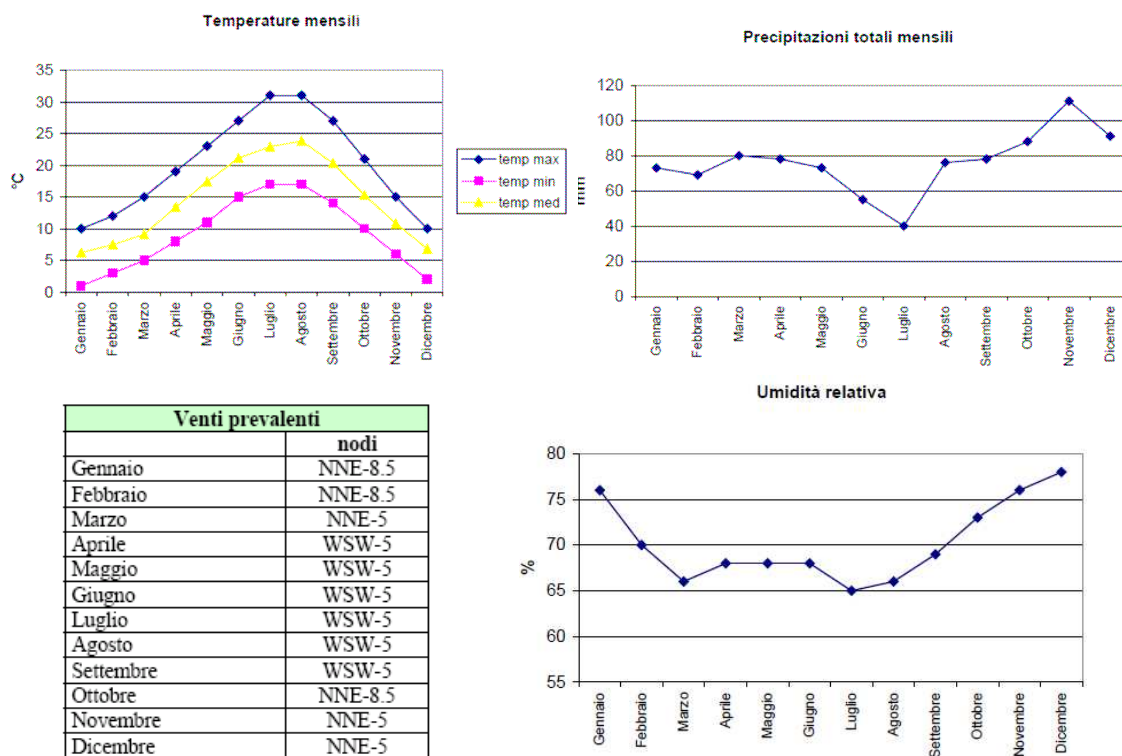 Temperature mensili
35
30
25
20
15
10
5
0
°C
Gennaio
Febbraio
Marzo
Aprile
Maggio
Giugno
Luglio
Agosto
Settembre
Ottobre
Novembre
Dicembre
temp max
temp min
temp med
Precipitazioni totali mensili
120
100
80
60
40
20
0
mm
Gennaio
Febbraio
Marzo
Aprile
Maggio
Giugno
Luglio
Agosto
Settembre
Ottobre
Novembre
Dicembre
Venti prevalenti
nodi
Gennaio NNE-8.5
Febbraio NNE-8.5
Marzo NNE-5
Aprile WSW-5
Maggio WSW-5
Giugno WSW-5
Luglio WSW-5
Agosto WSW-5
Settembre WSW-5
Ottobre NNE-8.5
Novembre NNE-5
Dicembre NNE-5
Umidità relativa
80
75
70
65
60
55
%
Gennaio
Febbraio
Marzo
Aprile
Maggio
Giugno
Luglio
Agosto
Settembre
Ottobre
Novembre
Dicembre